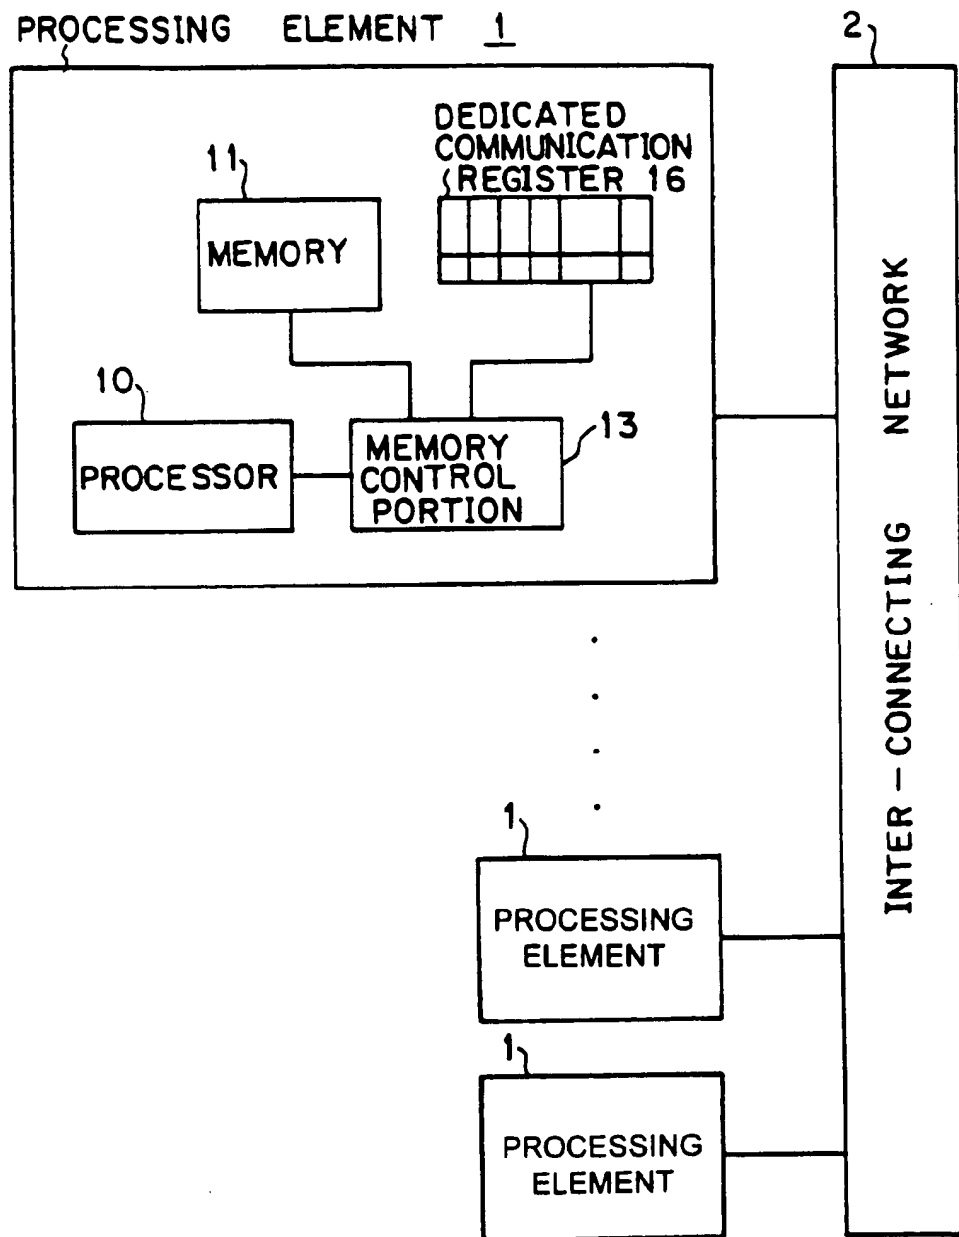 PROCESSING ELEMENT 1
2
DEDICATED
COMMUNICATION
REGISTER 16
11
MEMORY
10
PROCESSOR
13
MEMORY
CONTROL
PORTION
INTER-CONNECTING NETWORK
1
PROCESSING
ELEMENT
1
PROCESSING
ELEMENT